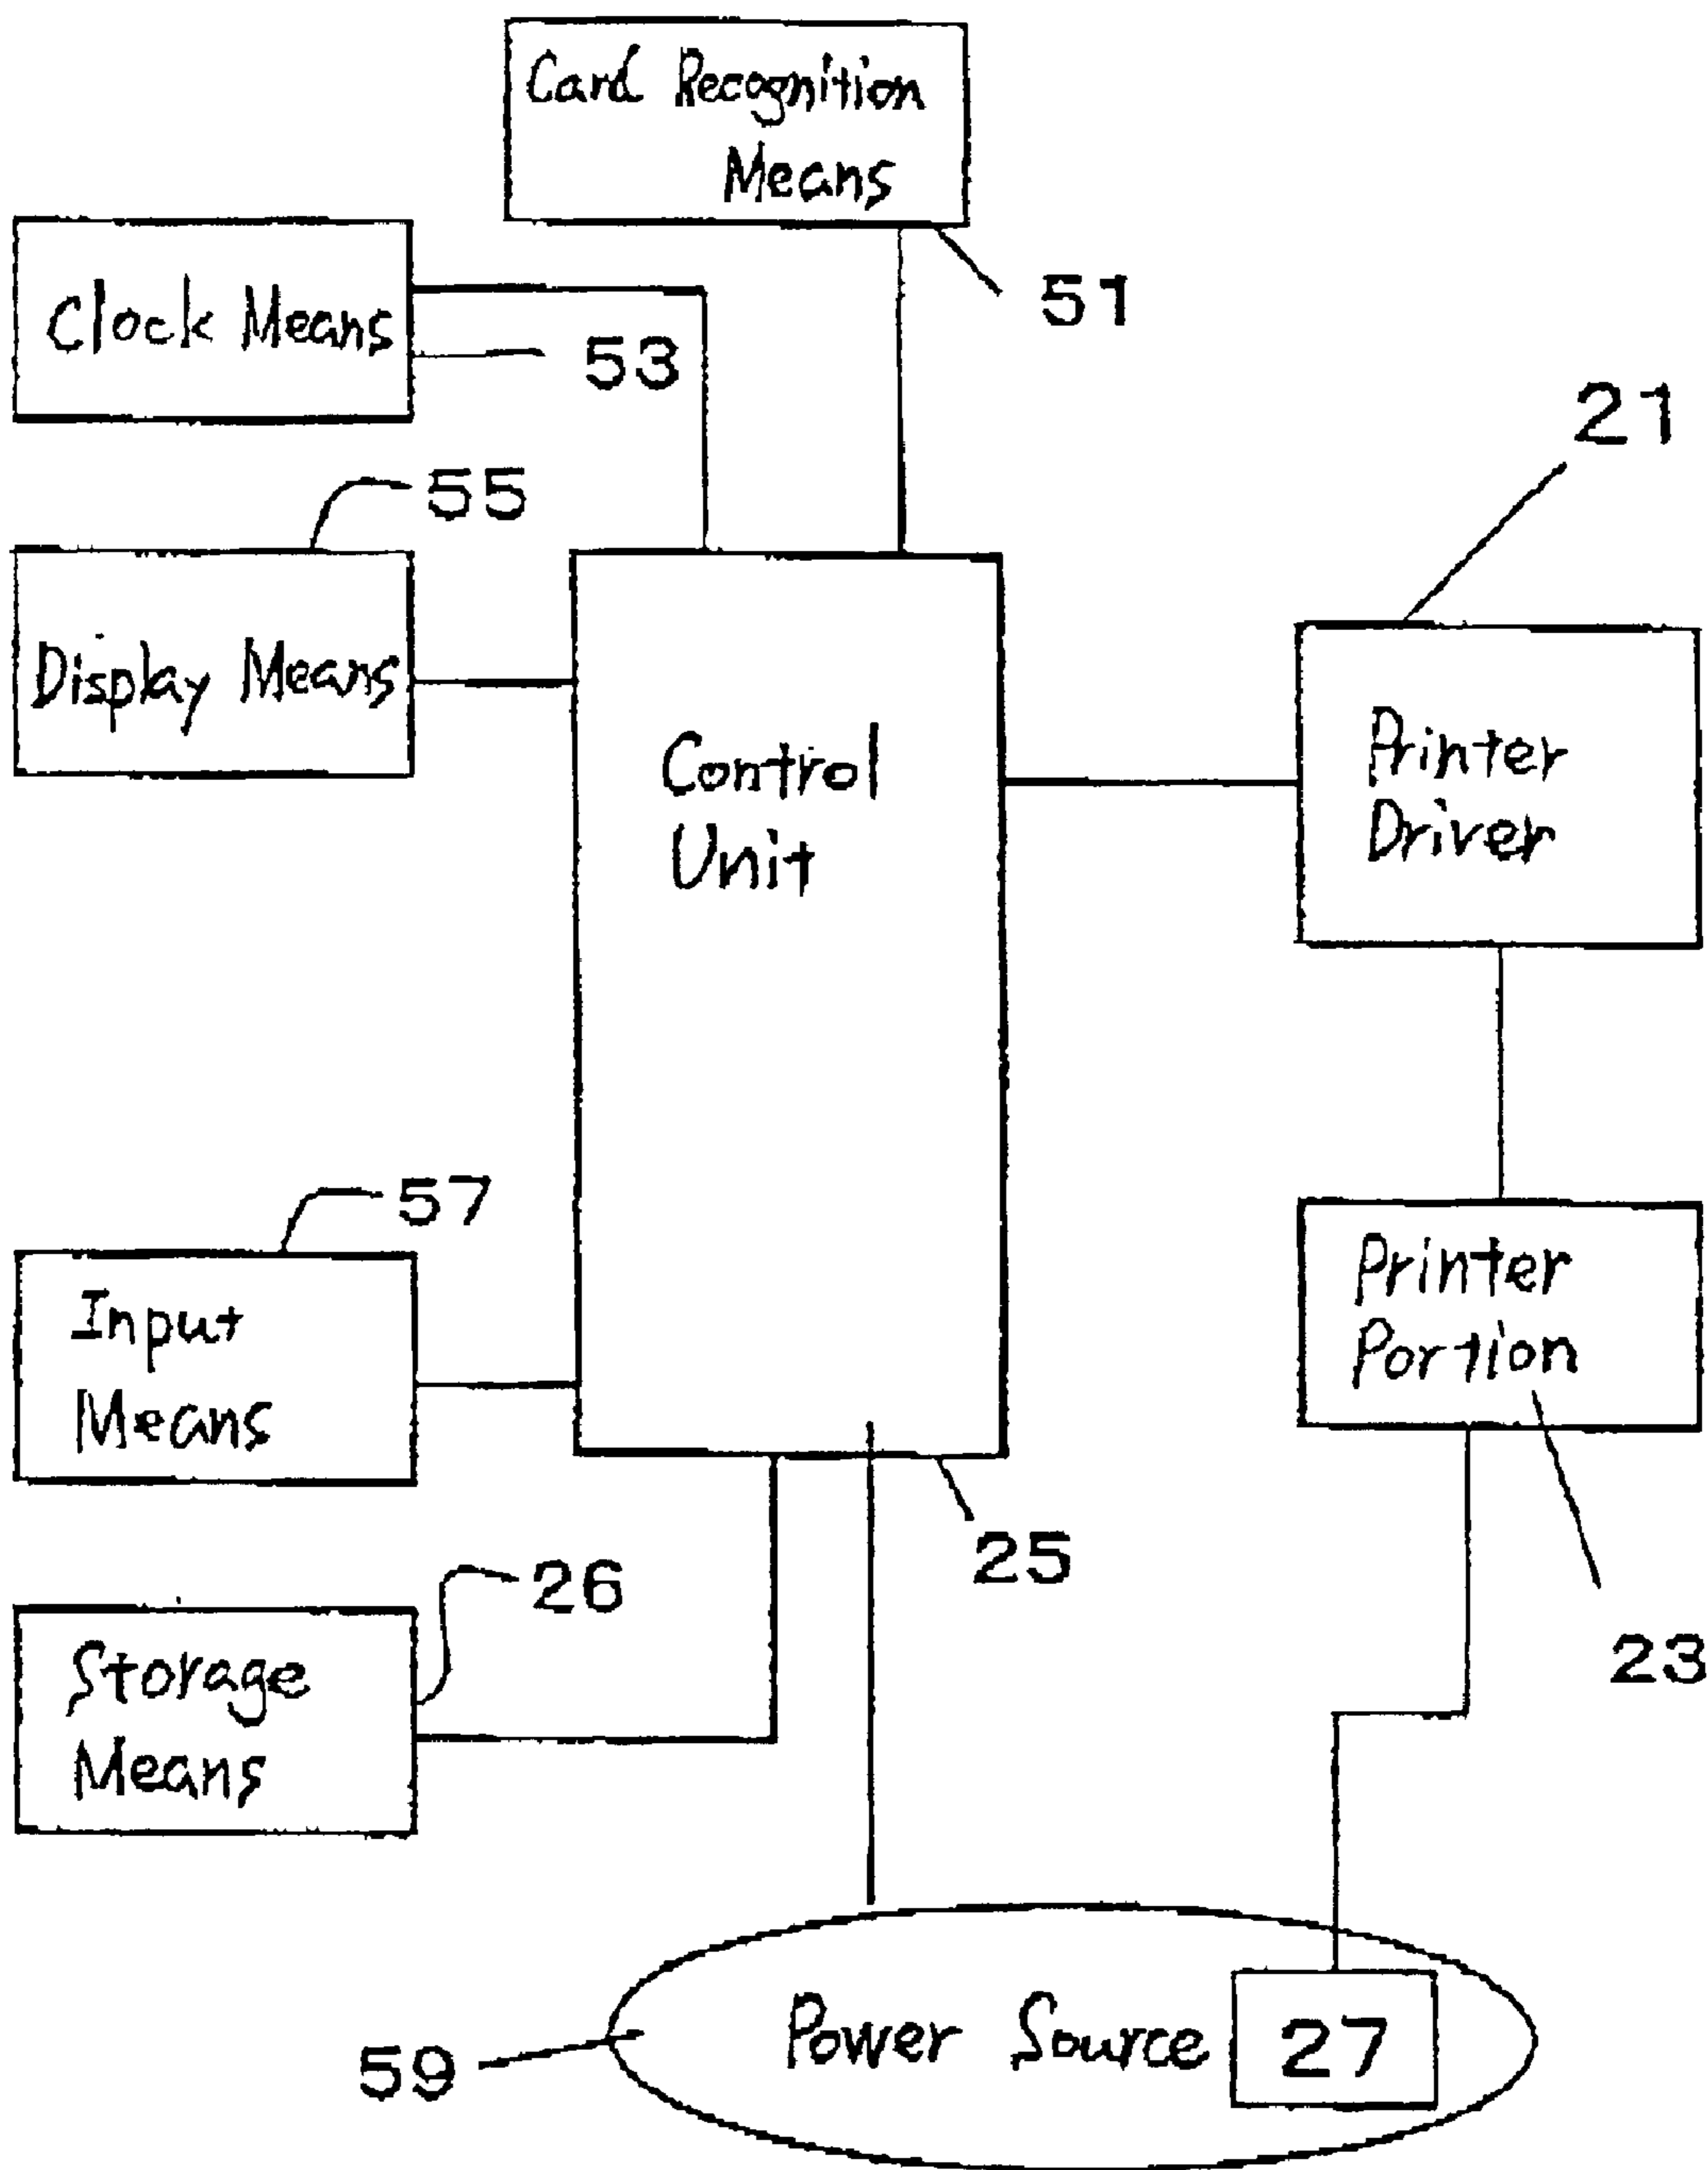 Card Recognition
Means
51
Clock Means
53
21
55
Display Means
Control
Unit
Printer
Driver
57
Input
Means
Printer
Portion
25
26
23
Storage
Means
Power Source
27
59